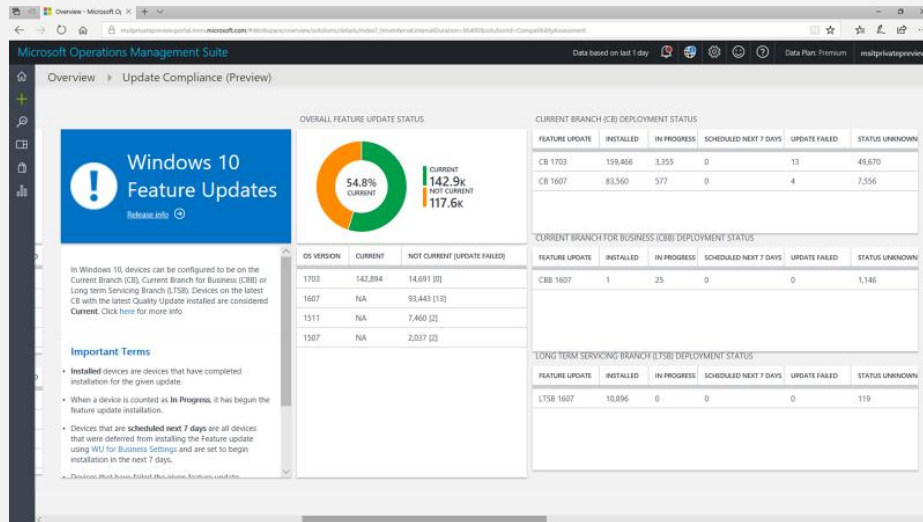 Overview - Microsoft Op
Microsoft Operations Management Suite
Data based on last 1 day
Data Plan: Premium
msitprivatepreview
Overview
Update Compliance (Preview)
Windows 10
Feature Updates
Release info
In Windows 10, devices can be configured to be on the
Current Branch (CB), Current Branch for Business (CBB) or
Long term Servicing Branch (LTSB). Devices on the latest
CB with the latest Quality Update installed are considered
Current. Click here for more info
Important Terms
• Installed devices are devices that have completed
installation for the given update.
• When a device is counted as In Progress, it has begun the
feature update installation.
• Devices that are scheduled next 7 days are all devices
that were deferred from installing the Feature update
using WU for Business Settings and are set to begin
installation in the next 7 days.
• Devices that have failed the given feature update
OVERALL FEATURE UPDATE STATUS
54.8%
CURRENT
CURRENT
142.9K
NOT CURRENT
117.6K
OS VERSION CURRENT NOT CURRENT [UPDATE FAILED]
1703 142,894 14,691 [0]
1607 NA 93,443 [13]
1511 NA 7,460 [2]
1507 NA 2,037 [2]
CURRENT BRANCH (CB) DEPLOYMENT STATUS
FEATURE UPDATE INSTALLED IN PROGRESS SCHEDULED NEXT 7 DAYS UPDATE FAILED STATUS UNKNOWN
CB 1703 159,466 3,355 0 13 49,670
CB 1607 83,560 577 0 4 7,556
CURRENT BRANCH FOR BUSINESS (CBB) DEPLOYMENT STATUS
FEATURE UPDATE INSTALLED IN PROGRESS SCHEDULED NEXT 7 DAYS UPDATE FAILED STATUS UNKNOWN
CBB 1607 1 25 0 0 1,146
LONG TERM SERVICING BRANCH (LTSB) DEPLOYMENT STATUS
FEATURE UPDATE INSTALLED IN PROGRESS SCHEDULED NEXT 7 DAYS UPDATE FAILED STATUS UNKNOWN
LTSB 1607 10,896 0 0 0 119